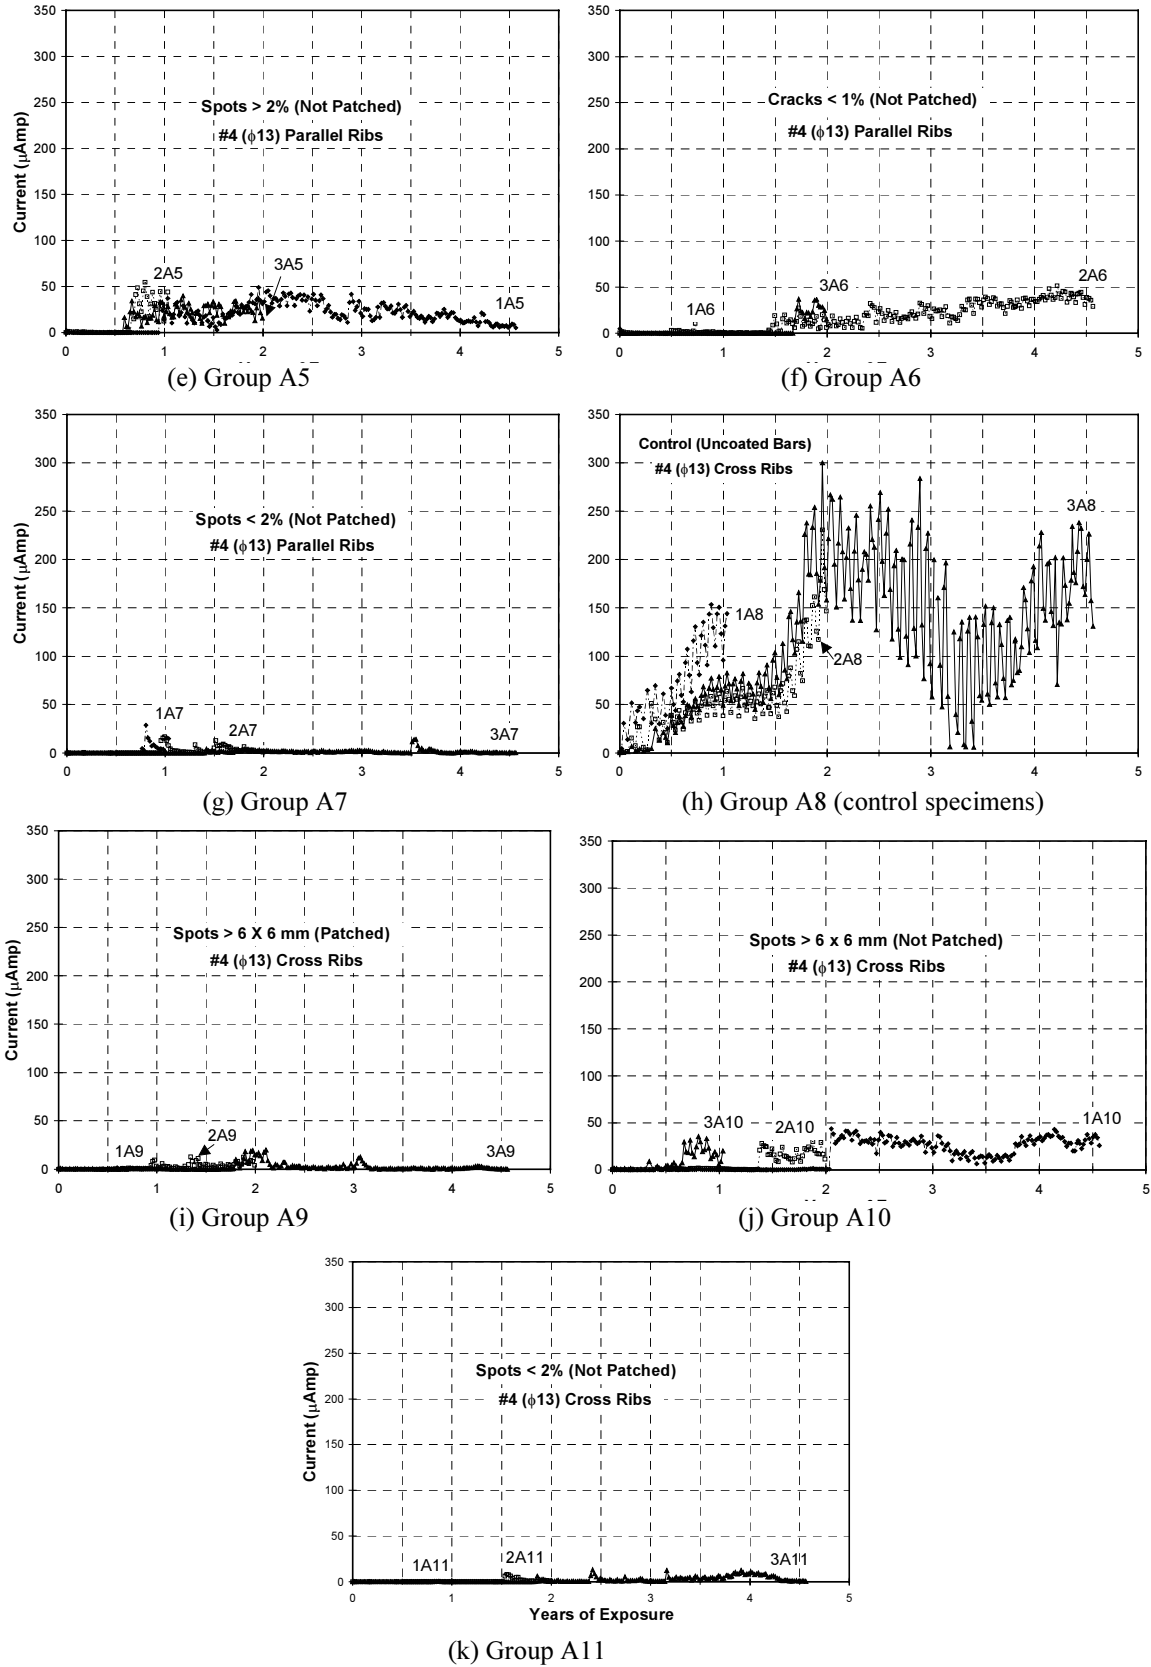 350
300
250
200
150
100
50
0
Current (µAmp)
Spots > 2% (Not Patched)
#4 (ϕ13) Parallel Ribs
2A5
3A5
1A5
0 1 2 3 4 5
(e) Group A5
350
300
250
200
150
100
50
0
Cracks < 1% (Not Patched)
#4 (ϕ13) Parallel Ribs
1A6
3A6
2A6
0 1 2 3 4 5
(f) Group A6
350
300
250
200
150
100
50
0
Current (µAmp)
Spots < 2% (Not Patched)
#4 (ϕ13) Parallel Ribs
1A7
2A7
3A7
0 1 2 3 4 5
(g) Group A7
350
300
250
200
150
100
50
0
Control (Uncoated Bars)
#4 (ϕ13) Cross Ribs
1A8
2A8
3A8
0 1 2 3 4 5
(h) Group A8 (control specimens)
350
300
250
200
150
100
50
0
Current (µAmp)
Spots > 6 X 6 mm (Patched)
#4 (ϕ13) Cross Ribs
1A9
2A9
3A9
0 1 2 3 4 5
(i) Group A9
350
300
250
200
150
100
50
0
Spots > 6 x 6 mm (Not Patched)
#4 (ϕ13) Cross Ribs
3A10
2A10
1A10
0 1 2 3 4 5
(j) Group A10
350
300
250
200
150
100
50
0
Current (µAmp)
Spots < 2% (Not Patched)
#4 (ϕ13) Cross Ribs
1A11
2A11
3A11
0 1 2 3 4 5
Years of Exposure
(k) Group A11